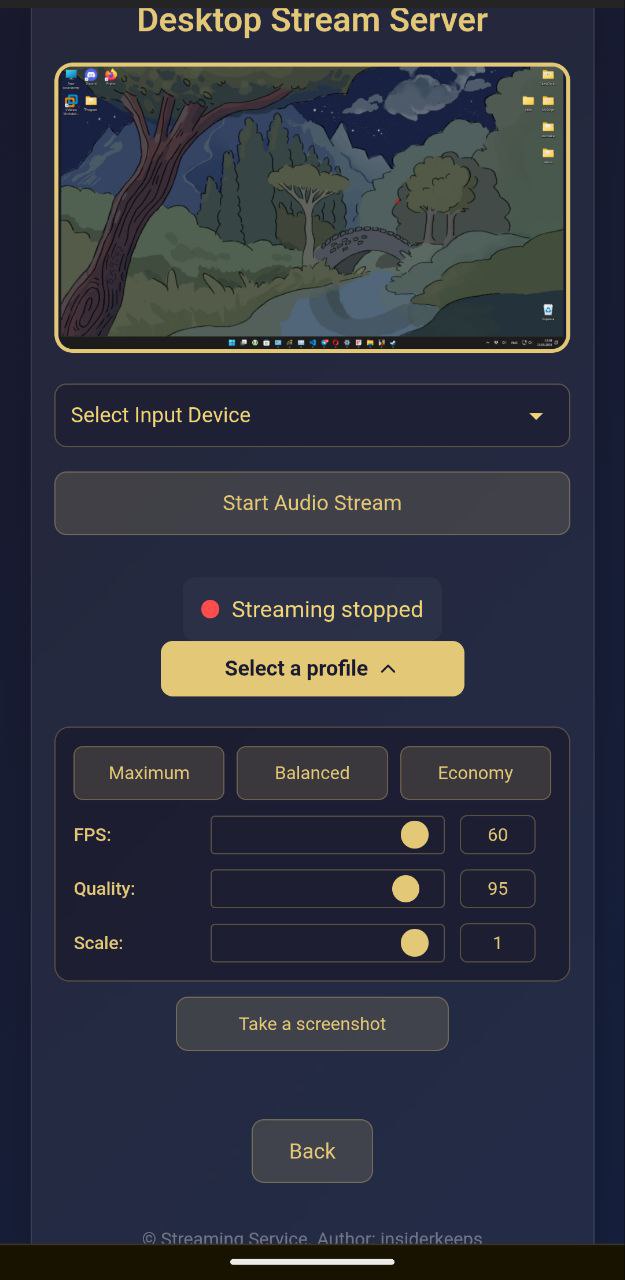 Desktop Stream Server
Select Input Device
Start Audio Stream
Streaming stopped
Select a profile
Maximum
Balanced
Economy
FPS:
60
Quality:
95
Scale:
1
Take a screenshot
Back
© Streaming Service. Author: insiderkeeps